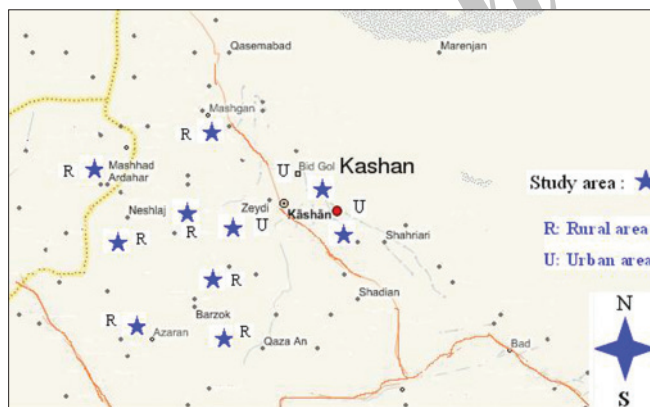 Qasemabad
Marenjan
Mashgan
R
R
Mashhad
Ardahar
U
Bid Gol
Kashan
Study area :
Neshlaj
Zeydi
Kāshān
U
R
R
U
Shahriari
R: Rural area
U: Urban area
R
Shadian
Barzok
R
Azaran
R
Qaza An
Bad
N
S